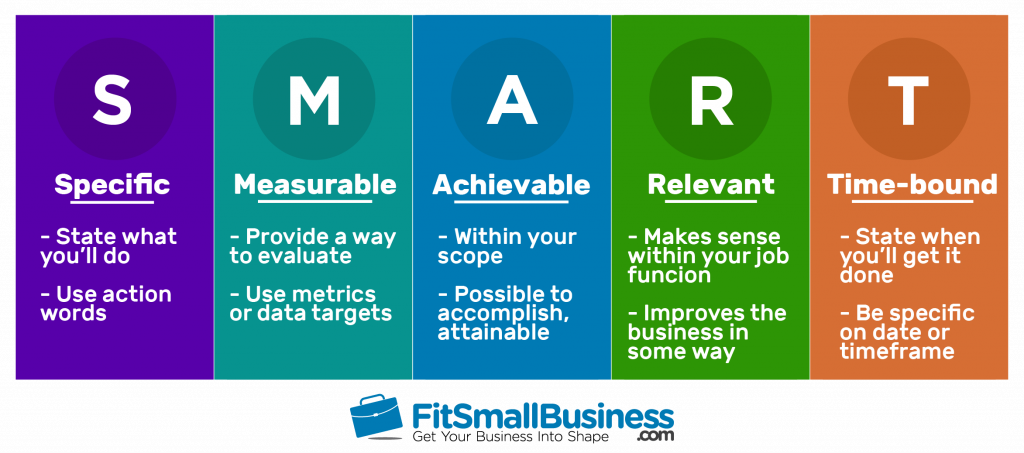 S
Specific
- State what
you'll do
- Use action
words
M
Measurable
- Provide a way
to evaluate
- Use metrics
or data targets
A
Achievable
- Within your
scope
- Possible to
accomplish,
attainable
R
Relevant
- Makes sense
within your job
funcion
- Improves the
business in
some way
T
Time-bound
- State when
you'll get it
done
- Be specific
on date or
timeframe
FitSmallBusiness
Get Your Business Into Shape .com